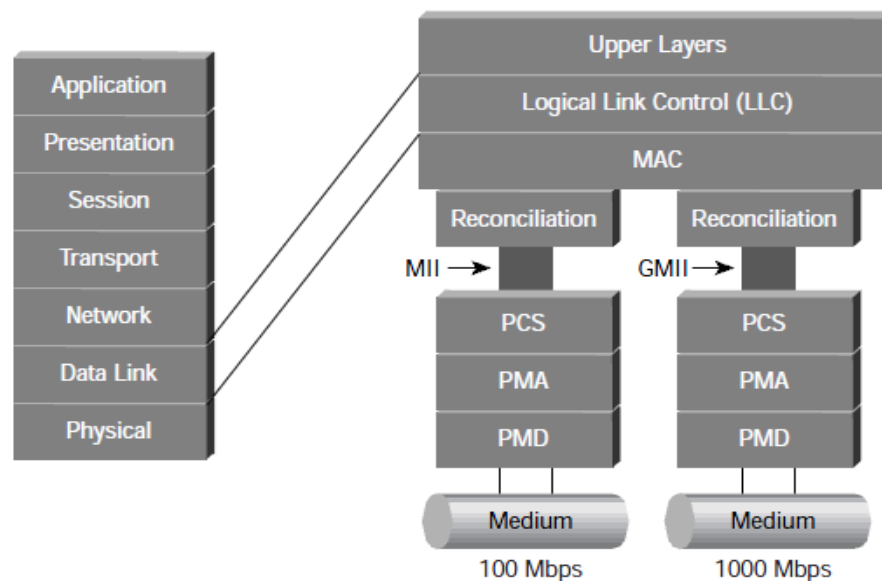 Application
Presentation
Session
Transport
Network
Data Link
Physical
Upper Layers
Logical Link Control (LLC)
MAC
Reconciliation
Reconciliation
MII
GMII
PCS
PCS
PMA
PMA
PMD
PMD
Medium
Medium
100 Mbps
1000 Mbps